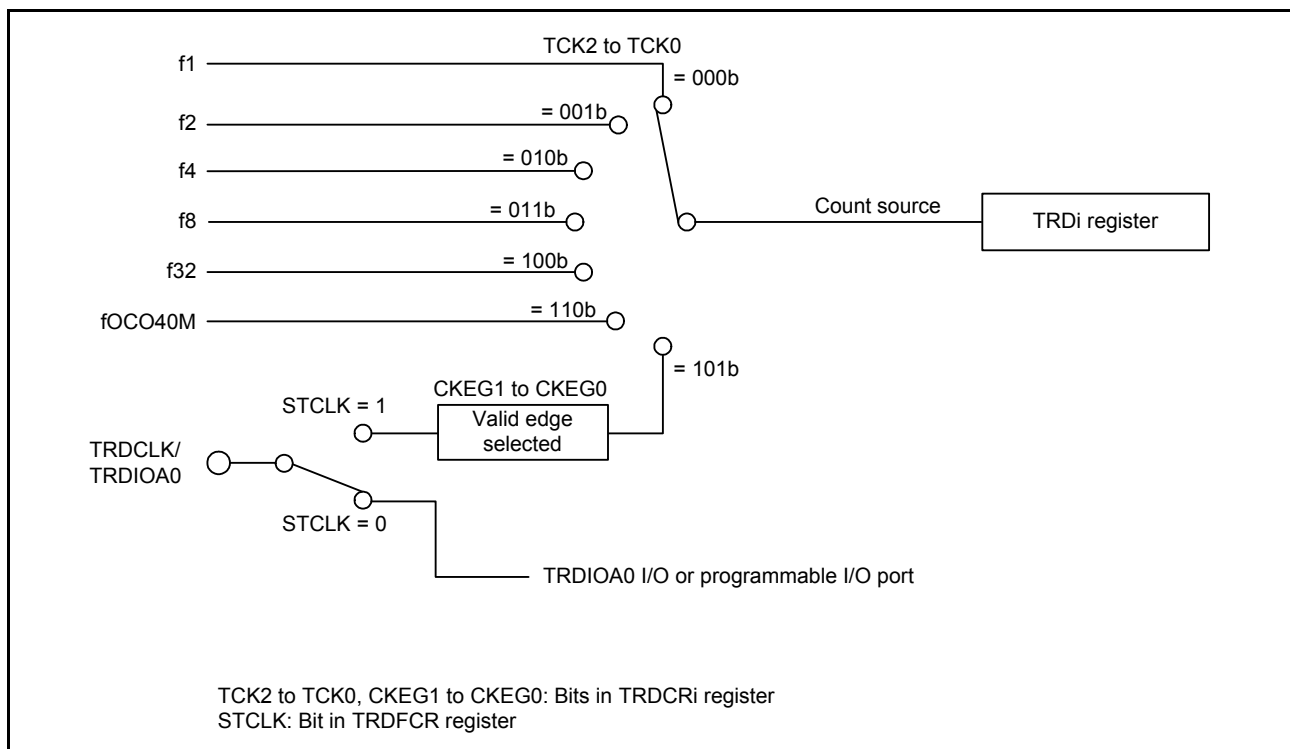 TCK2 to TCK0
f1
= 000b
f2
= 001b
= 010b
f4
= 011b
f8
Count source
TRDi register
= 100b
f32
= 110b
fOCO40M
= 101b
CKEG1 to CKEG0
STCLK = 1
Valid edge
selected
TRDCLK/
TRDIOA0
STCLK = 0
TRDIOA0 I/O or programmable I/O port
TCK2 to TCK0, CKEG1 to CKEG0: Bits in TRDCRi register
STCLK: Bit in TRDFCR register